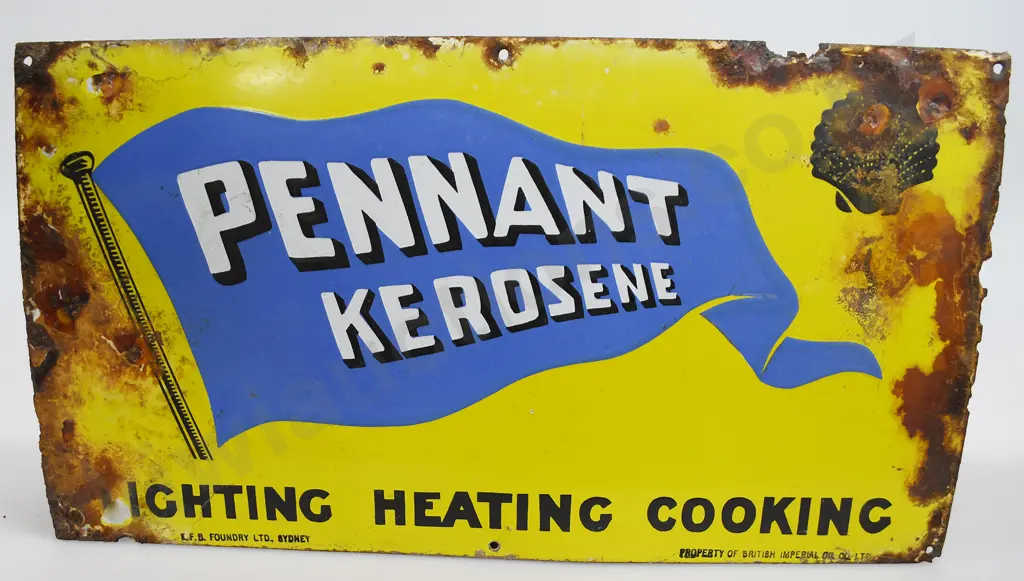 PENNANT
KEROSENE
LIGHTING HEATING COOKING
K.F.B. FOUNDRY LTD., SYDNEY
PROPERTY OF BRITISH IMPERIAL OIL CO. LTD.